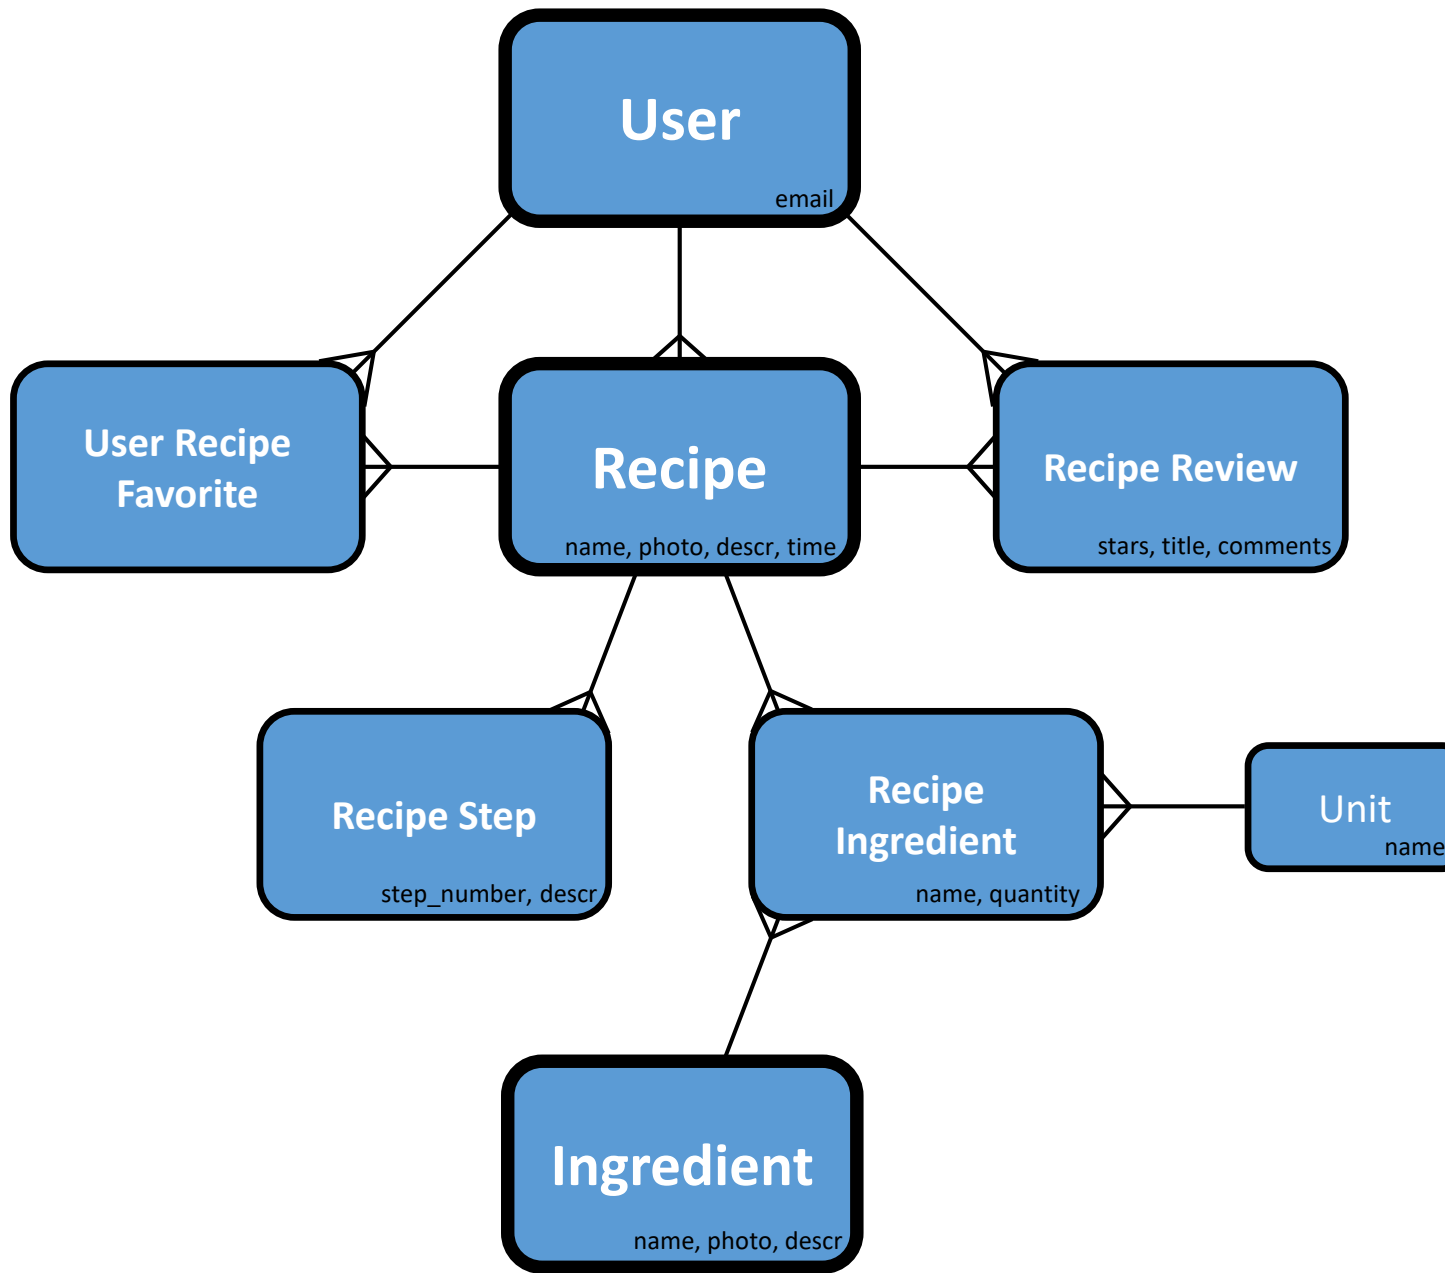 User
email
User Recipe
Favorite
Recipe
name, photo, descr, time
Recipe Review
stars, title, comments
Recipe Step
step_number, descr
Recipe
Ingredient
name, quantity
Unit
name
Ingredient
name, photo, descr